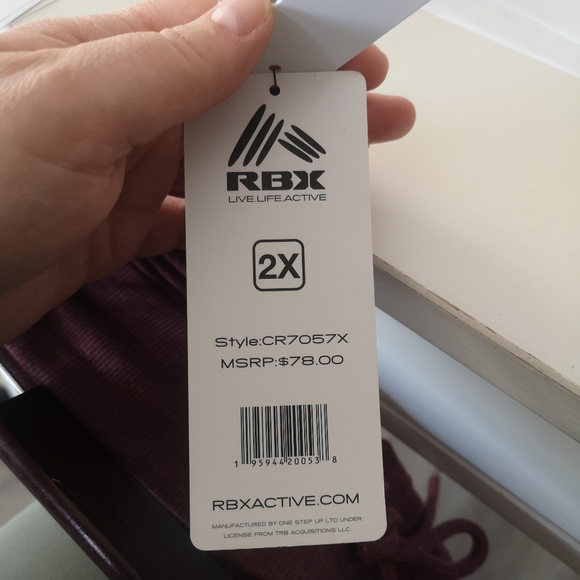 RBX
LIVE.LIFE.ACTIVE
2X
Style:CR7057X
MSRP:$78.00
1 95944 20053 8
RBXACTIVE.COM
MANUFACTURED BY ONE STEP UP LTD UNDER
LICENSE FROM TRB ACQUISITIONS LLC